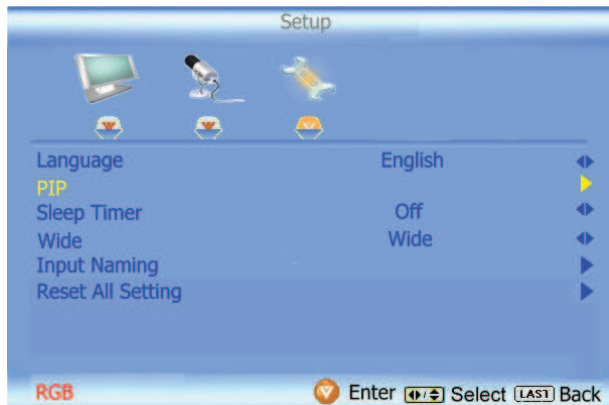 Setup
Language English
PIP
Sleep Timer Off
Wide Wide
Input Naming
Reset All Setting
RGB Enter Select LAST Back